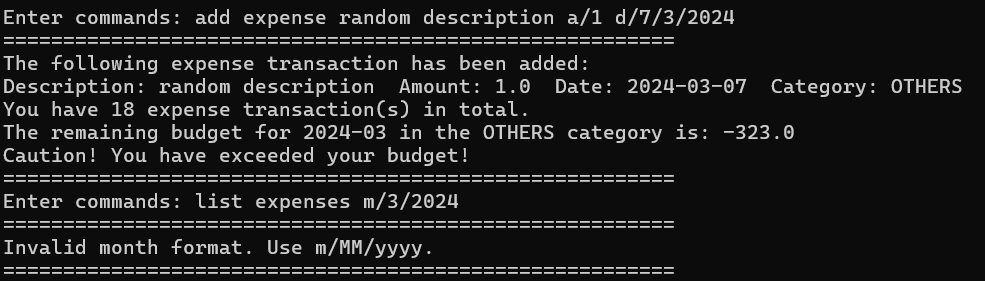 Enter commands: add expense random description a/1 d/7/3/2024
========================================================
The following expense transaction has been added:
Description: random description  Amount: 1.0  Date: 2024-03-07  Category: OTHERS
You have 18 expense transaction(s) in total.
The remaining budget for 2024-03 in the OTHERS category is: -323.0
Caution! You have exceeded your budget!
========================================================
Enter commands: list expenses m/3/2024
========================================================
Invalid month format. Use m/MM/yyyy.
========================================================